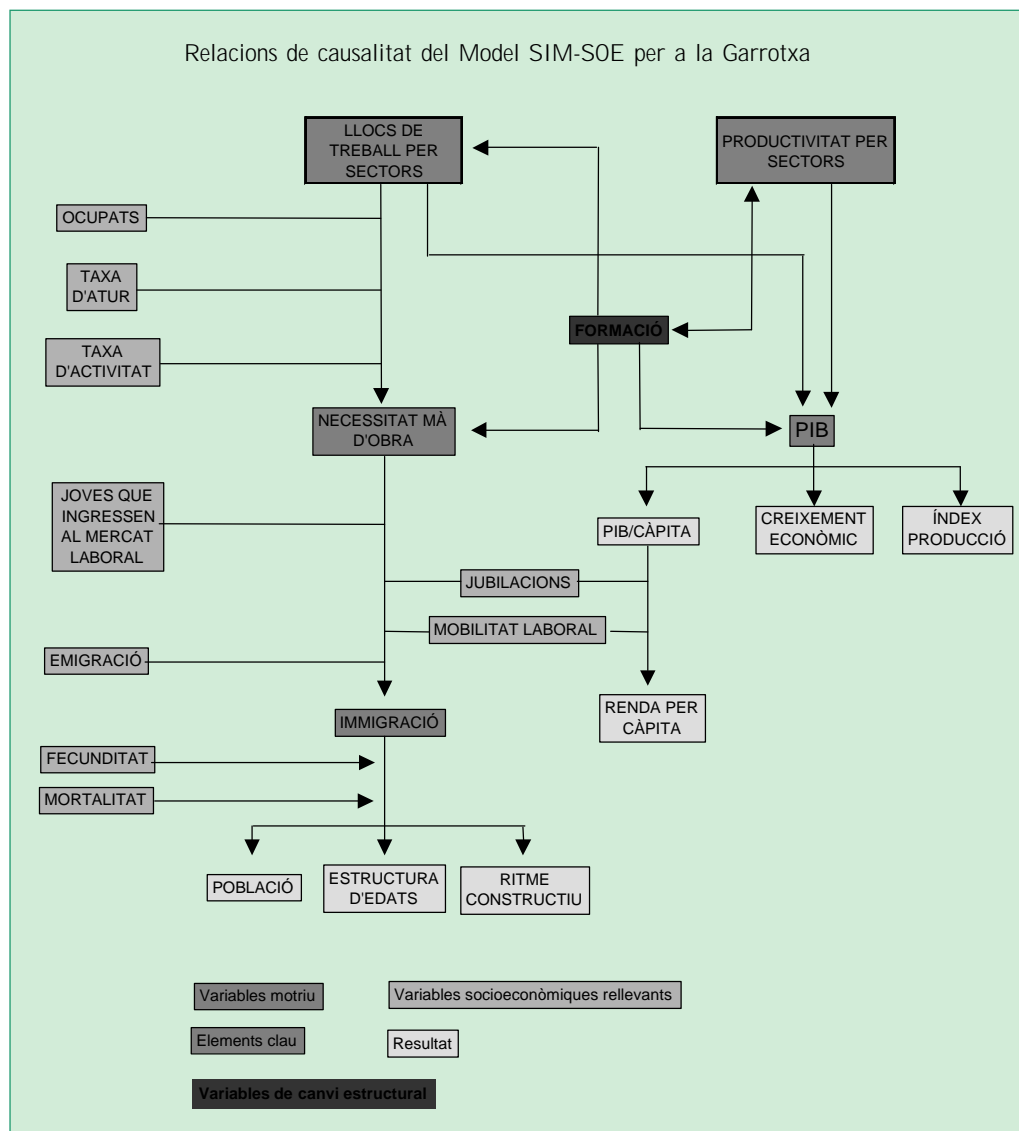 Relacions de causalitat del Model SIM-SOE per a la Garrotxa
LLOCS DE
TREBALL PER
SECTORS
PRODUCTIVITAT PER
SECTORS
OCUPATS
TAXA
D'ATUR
FORMACIÓ
TAXA
D'ACTIVITAT
NECESSITAT MÀ
D'OBRA
PIB
JOVES QUE
INGRESSEN
AL MERCAT
LABORAL
PIB/CÀPITA
CREIXEMENT
ECONÒMIC
ÍNDEX
PRODUCCIÓ
JUBILACIONS
MOBILITAT LABORAL
EMIGRACIÓ
IMMIGRACIÓ
RENDA PER
CÀPITA
FECUNDITAT
MORTALITAT
POBLACIÓ
ESTRUCTURA
D'EDATS
RITME
CONSTRUCTIU
Variables motriu
Variables socioeconòmiques rellevants
Elements clau
Resultat
Variables de canvi estructural